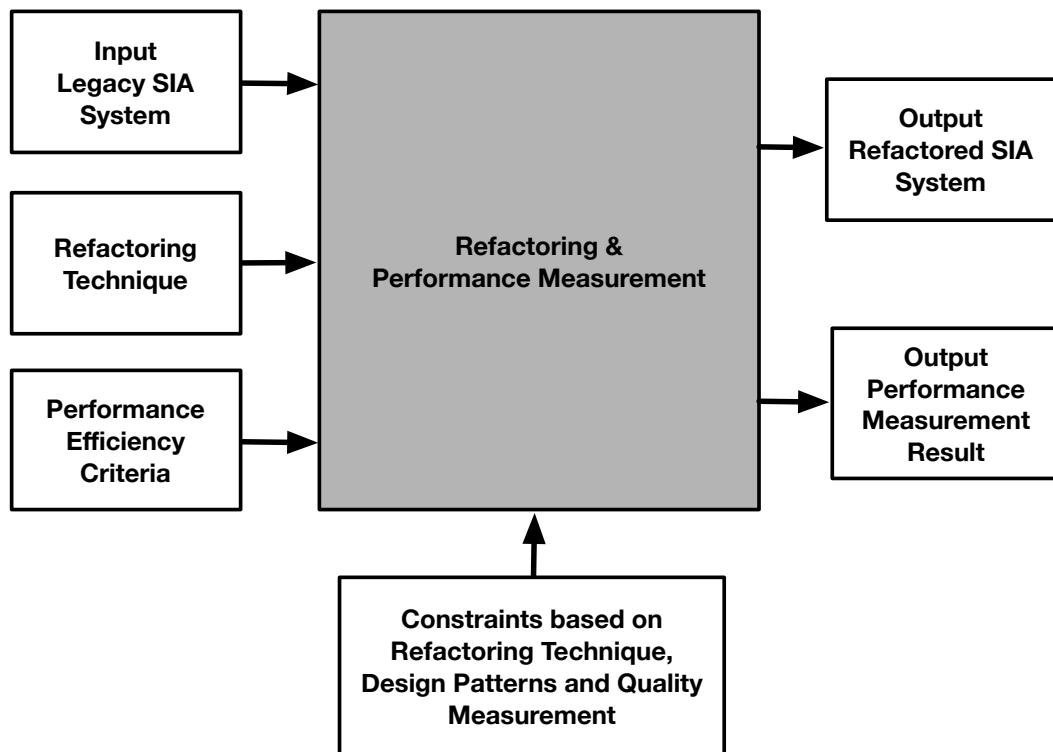 Input
Legacy SIA
System
Refactoring
Technique
Performance
Efficiency
Criteria
Refactoring &
Performance Measurement
Output
Refactored SIA
System
Output
Performance
Measurement
Result
Constraints based on
Refactoring Technique,
Design Patterns and Quality
Measurement